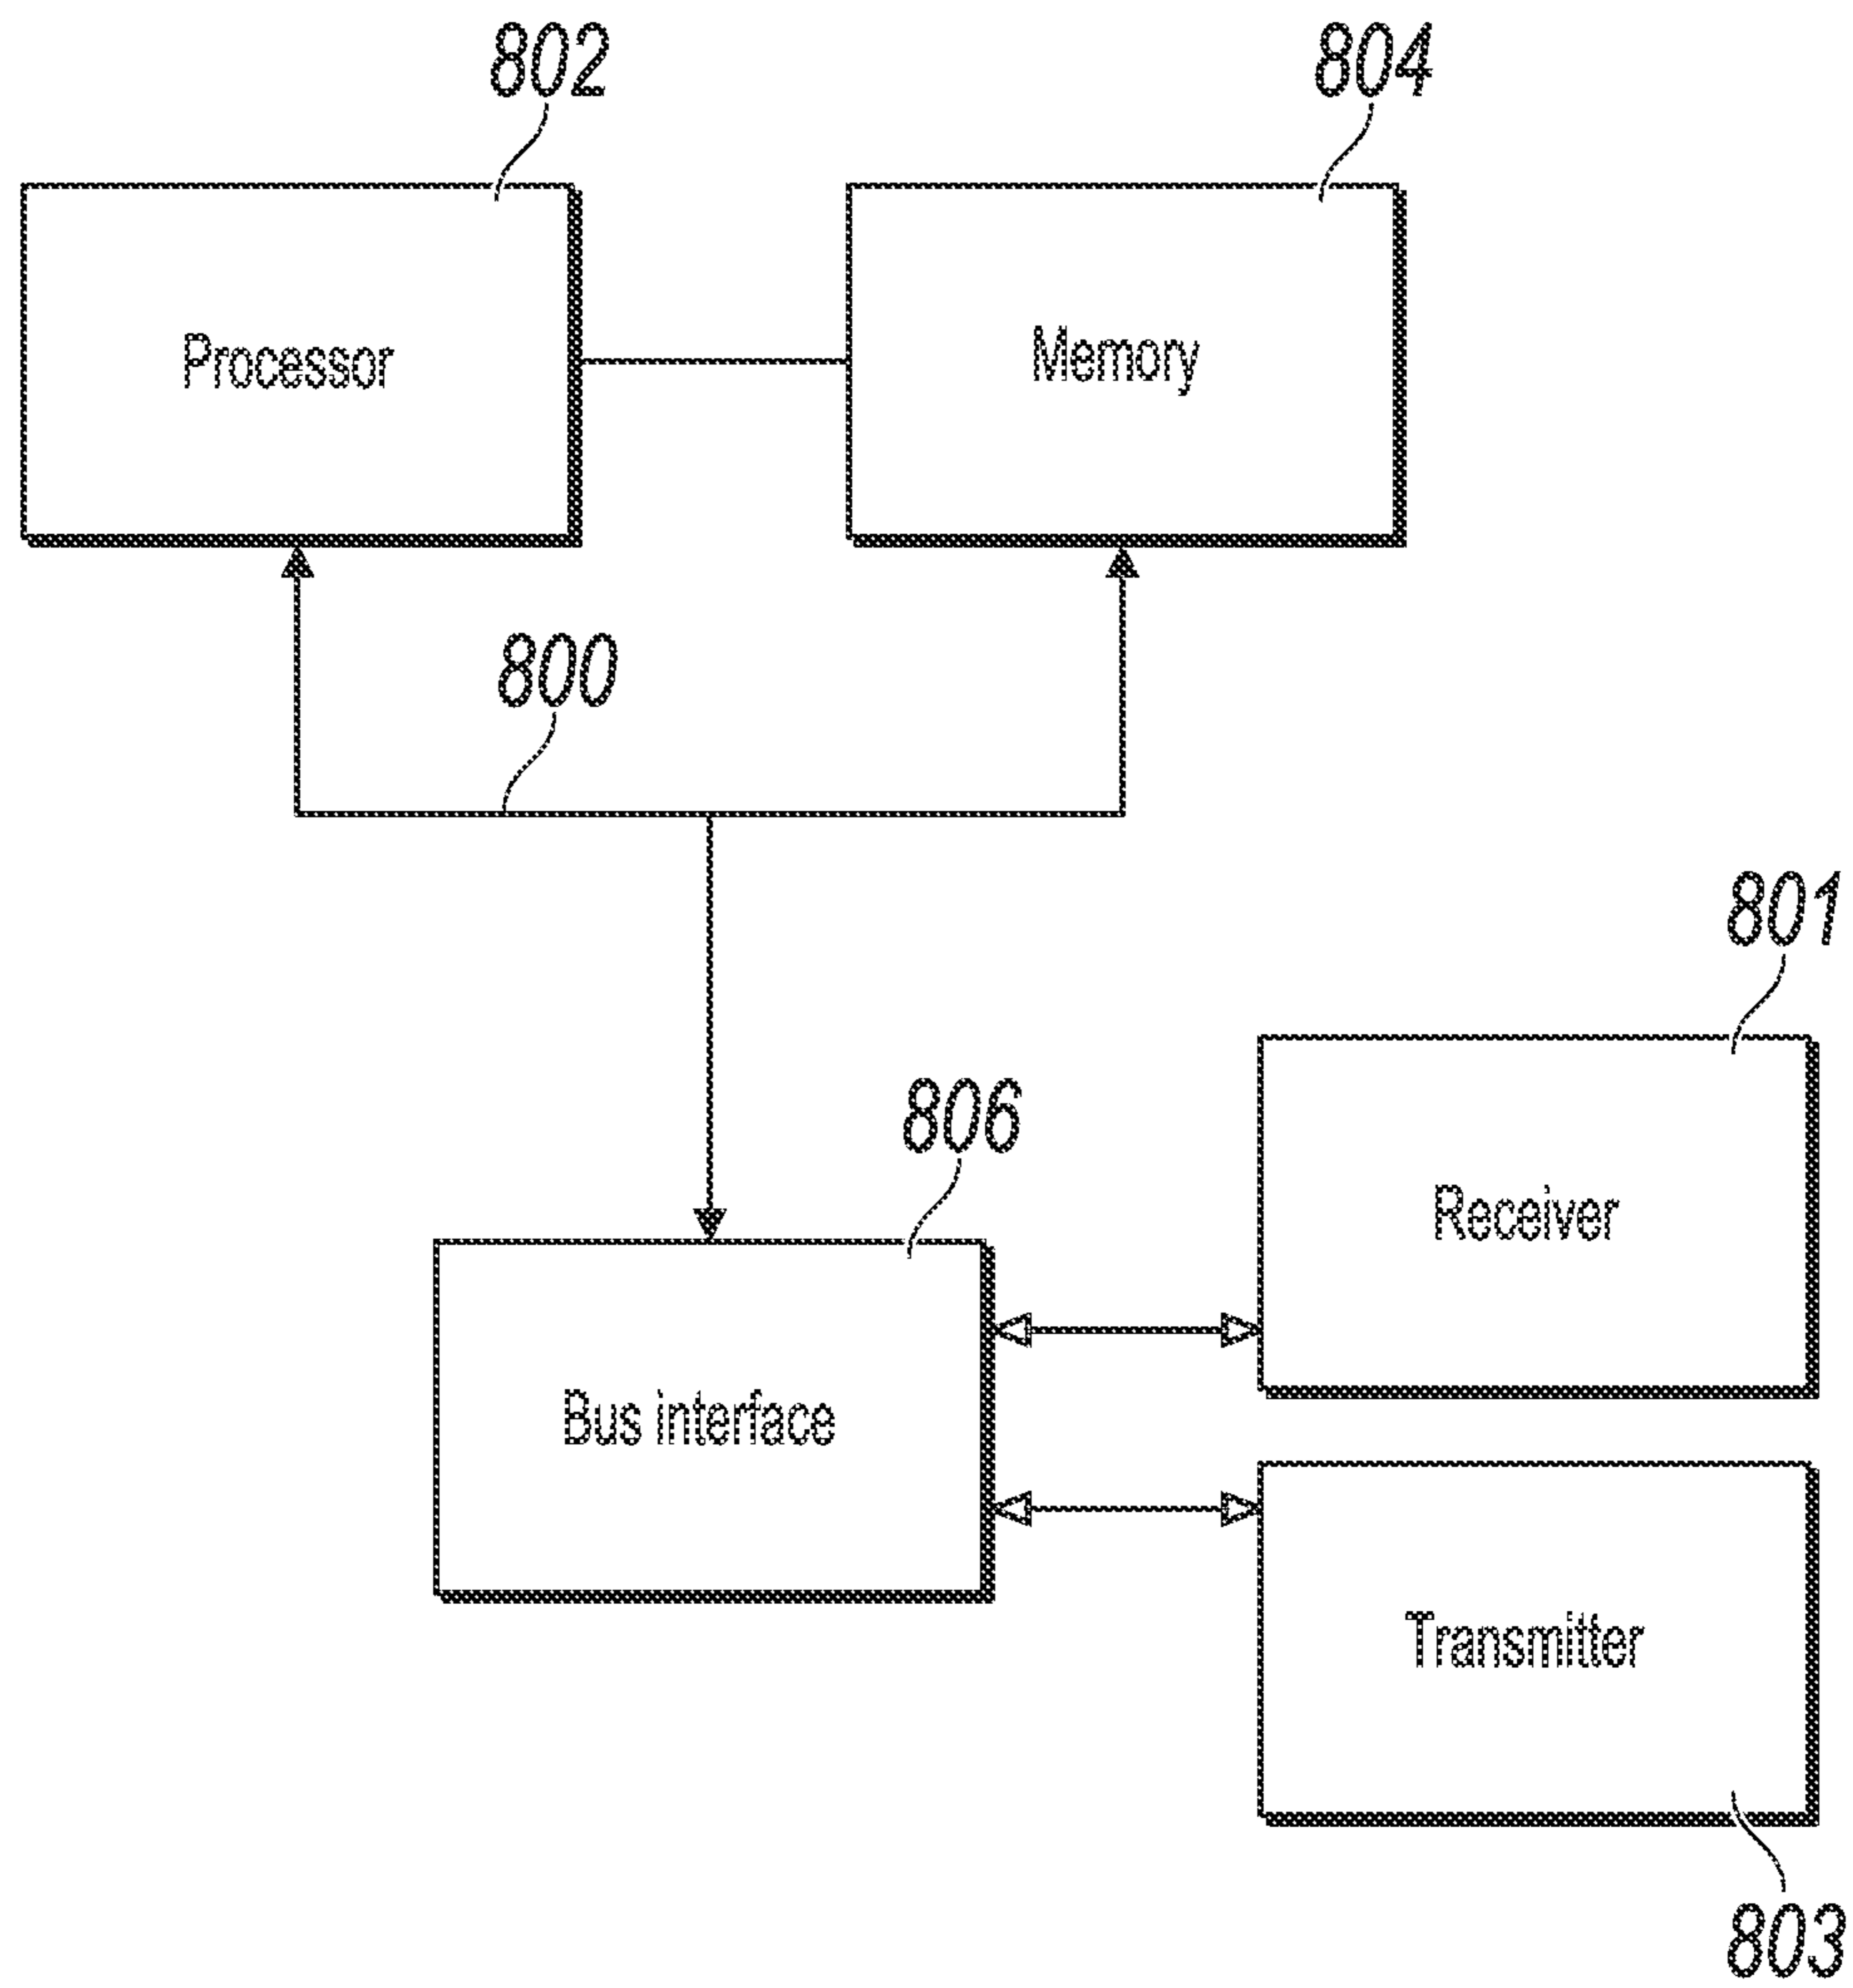 802
804
Processor
Memory
800
801
806
Receiver
Bus interface
Transmitter
803